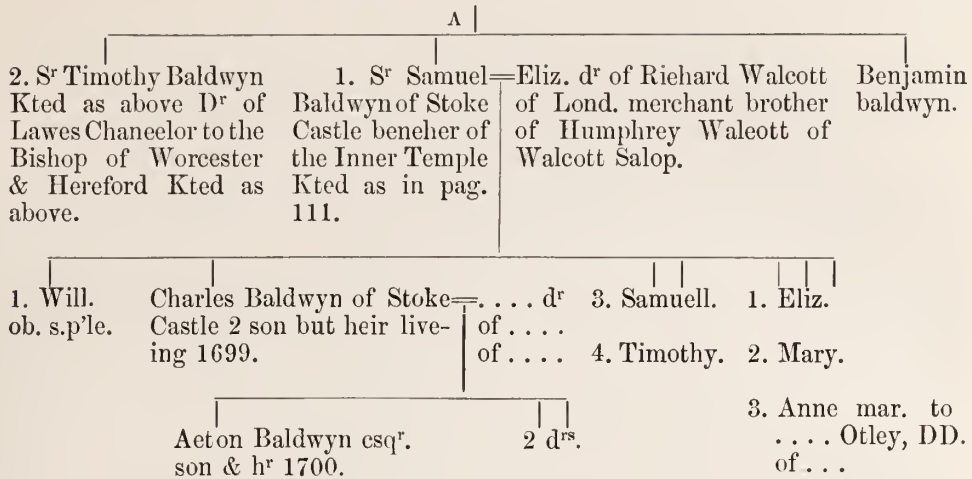 A
2. Sʳ Timothy Baldwyn
Kted as above Dʳ of
Lawes Chancelor to the
Bishop of Worcester
& Hereford Kted as
above.
1. Sʳ Samuel=
Baldwyn of Stoke
Castle bencher of
the Inner Temple
Kted as in pag.
111.
Eliz. dʳ of Richard Walcott
of Lond. merchant brother
of Humphrey Walcott of
Walcott Salop.
Benjamin
baldwyn.
1. Will.
ob. s.p'le.
Charles Baldwyn of Stoke=
Castle 2 son but heir live-
ing 1699.
. . . . dʳ
of . . . .
of . . . .
3. Samuell.
4. Timothy.
1. Eliz.
2. Mary.
3. Anne mar. to
. . . . Otley, DD.
of . . .
Acton Baldwyn esqʳ.
son & hʳ 1700.
2 dʳˢ.